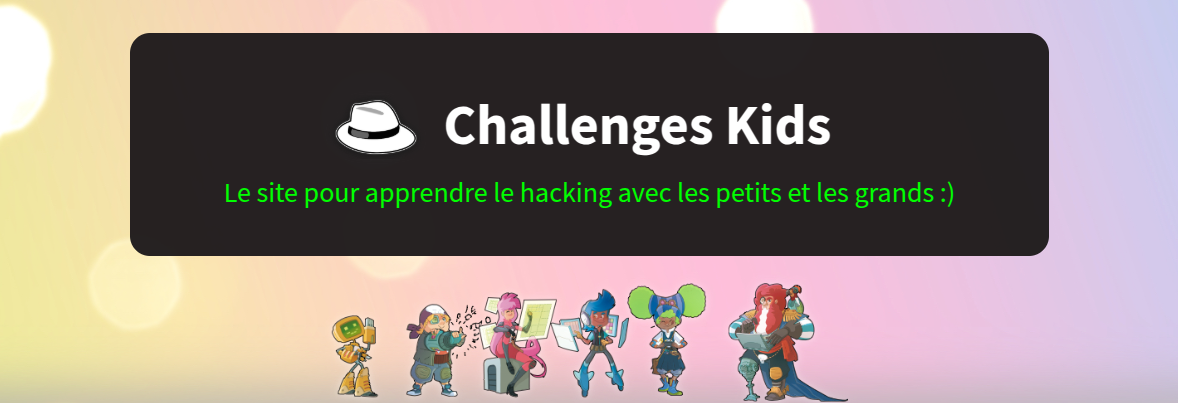 Challenges Kids
Le site pour apprendre le hacking avec les petits et les grands :)